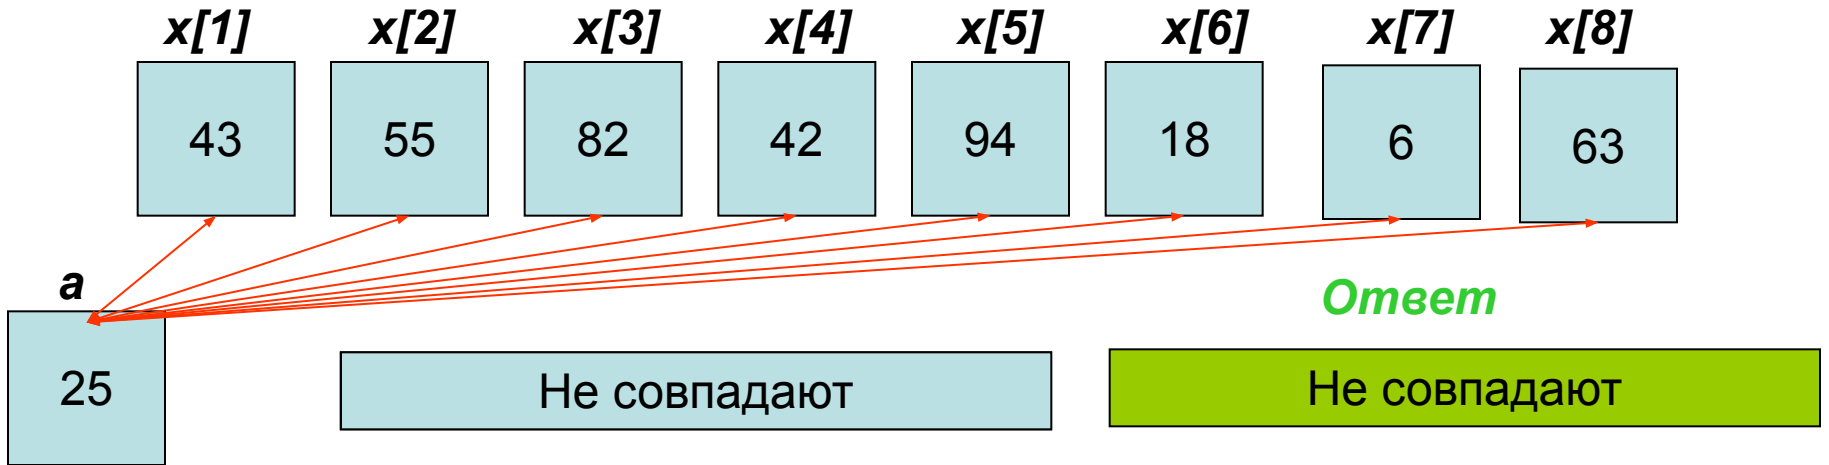 x[1] x[2] x[3] x[4] x[5] x[6] x[7] x[8]
43 55 82 42 94 18 6 63
a
Ответ
25
Не совпадают
Не совпадают